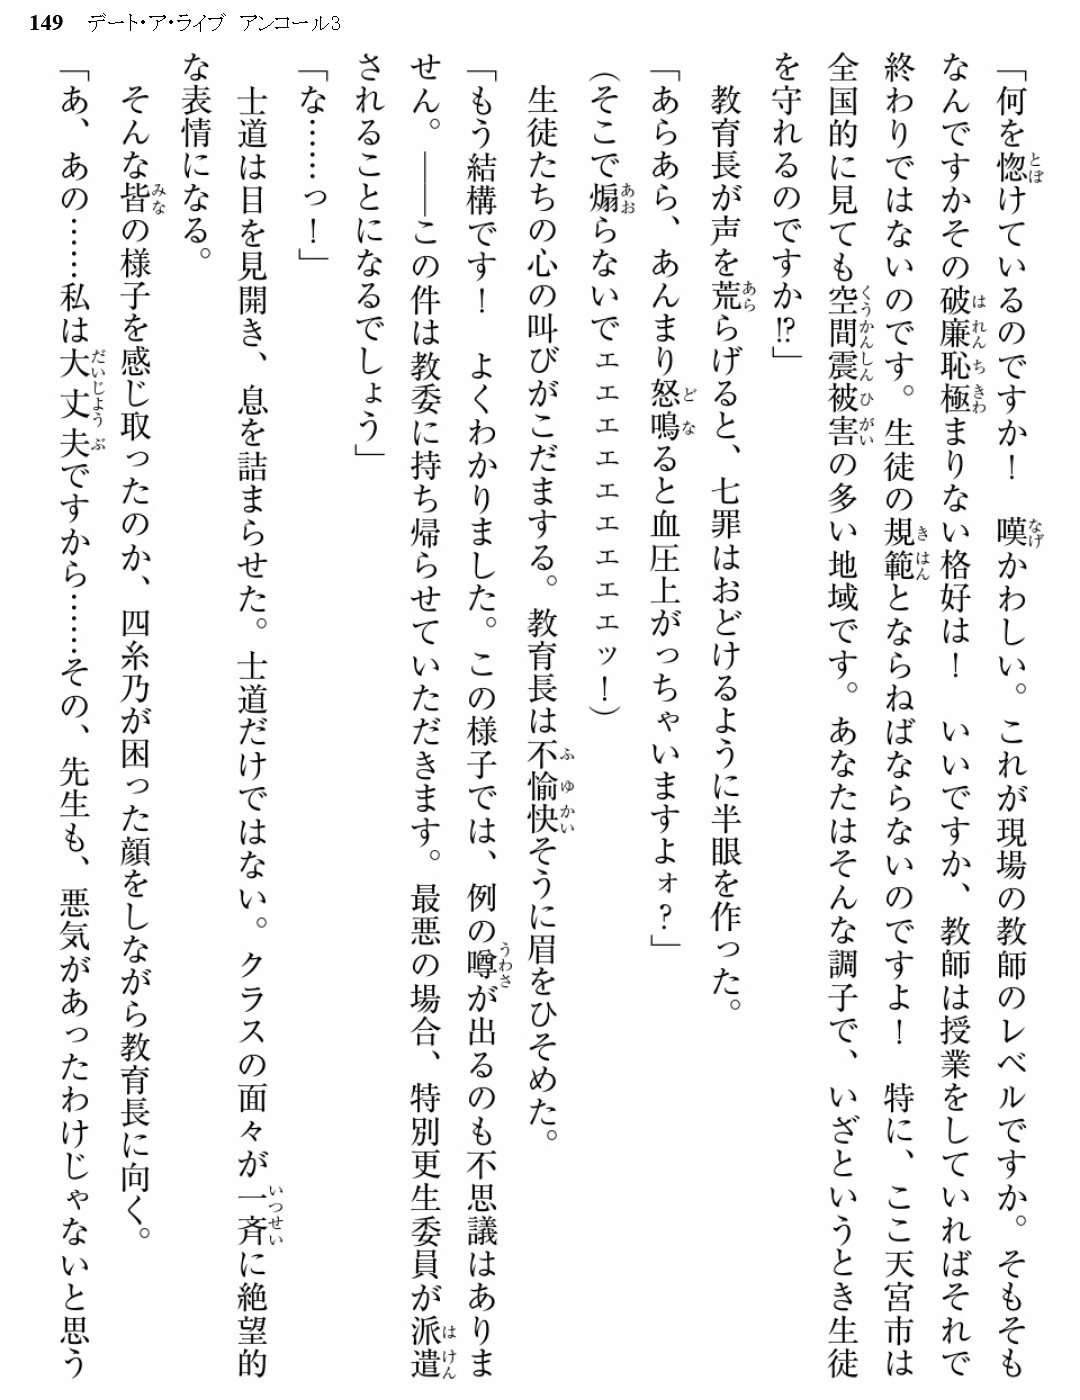 149 デート・ア・ライブ アンコール3
「何を惚けているのですか！　嘆かわしい。これが現場の教師のレベルですか。そもそも
なんですかその破廉恥極まりない格好は！　いいですか、教師は授業をしていればそれで
終わりではないのです。生徒の規範とならねばならないのですよ！　特に、ここ天宮市は
全国的に見ても空間震被害の多い地域です。あなたはそんな調子で、いざというとき生徒
を守れるのですか!?」
　教育長が声を荒らげると、七罪はおどけるように半眼を作った。
「あらあら、あんまり怒鳴ると血圧上がっちゃいますよォ？」
（そこで煽らないでェェェェェェェェェッ！）
　生徒たちの心の叫びがこだまする。教育長は不愉快そうに眉をひそめた。
「もう結構です！　よくわかりました。この様子では、例の噂が出るのも不思議はありま
せん。――この件は教委に持ち帰らせていただきます。最悪の場合、特別更生委員が派遣
されることになるでしょう」
「な……っ！」
　士道は目を見開き、息を詰まらせた。士道だけではない。クラスの面々が一斉に絶望的
な表情になる。
　そんな皆の様子を感じ取ったのか、四糸乃が困った顔をしながら教育長に向く。
「あ、あの……私は大丈夫ですから……その、先生も、悪気があったわけじゃないと思う